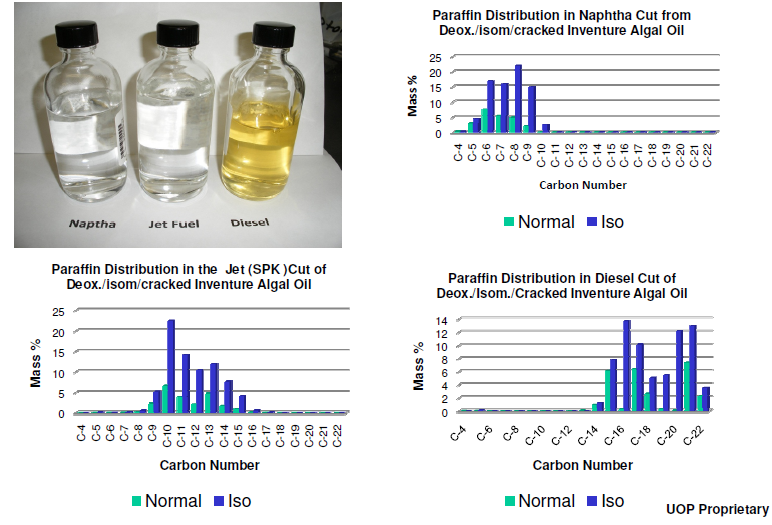 Naptha
Jet Fuel
Diesel
Paraffin Distribution in Naphtha Cut from
Deox./isom/cracked Inventure Algal Oil
Mass %
25
20
15
10
5
0
C-4
C-5
C-6
C-7
C-8
C-9
C-10
C-11
C-12
C-13
C-14
C-15
C-16
C-17
C-18
C-19
C-20
C-21
C-22
Carbon Number
Normal
Iso
Paraffin Distribution in the Jet (SPK )Cut of
Deox./isom/cracked Inventure Algal Oil
Mass %
25
20
15
10
5
0
C-4
C-5
C-6
C-7
C-8
C-9
C-10
C-11
C-12
C-13
C-14
C-15
C-16
C-17
C-18
C-19
C-20
C-21
C-22
Carbon Number
Normal
Iso
Paraffin Distribution in Diesel Cut of
Deox./Isom./Cracked Inventure Algal Oil
Mass %
14
12
10
8
6
4
2
0
C-4
C-6
C-8
C-10
C-12
C-14
C-16
C-18
C-20
C-22
Carbon Number
Normal
Iso
UOP Proprietary